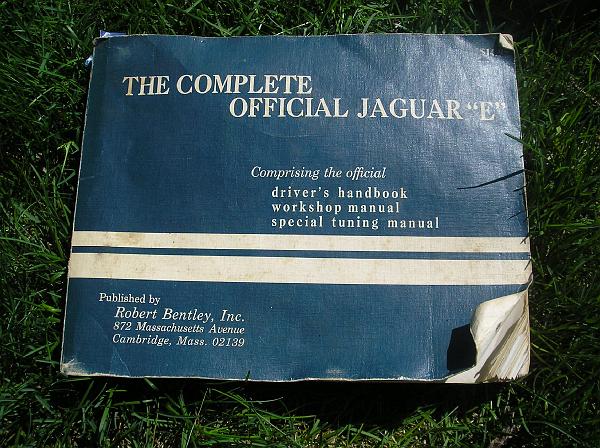 THE COMPLETE
OFFICIAL JAGUAR "E"
Comprising the official
driver's handbook
workshop manual
special tuning manual
Published by
Robert Bentley, Inc.
872 Massachusetts Avenue
Cambridge, Mass. 02139